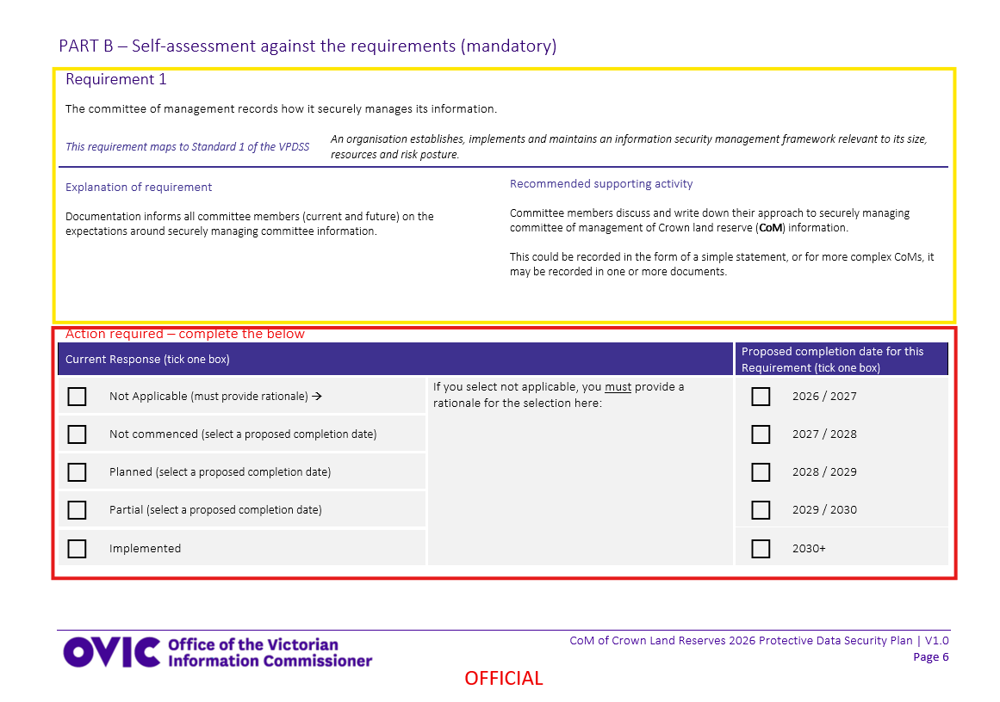 PART B – Self-assessment against the requirements (mandatory)
Requirement 1
The committee of management records how it securely manages its information.
This requirement maps to Standard 1 of the VPDSS
An organisation establishes, implements and maintains an information security management framework relevant to its size,
resources and risk posture.
Explanation of requirement
Documentation informs all committee members (current and future) on the
expectations around securely managing committee information.
Recommended supporting activity
Committee members discuss and write down their approach to securely managing
committee of management of Crown land reserve (CoM) information.
This could be recorded in the form of a simple statement, or for more complex CoMs, it
may be recorded in one or more documents.
Action required – complete the below
Current Response (tick one box)
Proposed completion date for this
Requirement (tick one box)
Not Applicable (must provide rationale) →
If you select not applicable, you must provide a
rationale for the selection here:
2026 / 2027
Not commenced (select a proposed completion date)
2027 / 2028
Planned (select a proposed completion date)
2028 / 2029
Partial (select a proposed completion date)
2029 / 2030
Implemented
2030+
OVIC Office of the Victorian
Information Commissioner
CoM of Crown Land Reserves 2026 Protective Data Security Plan | V1.0
Page 6
OFFICIAL